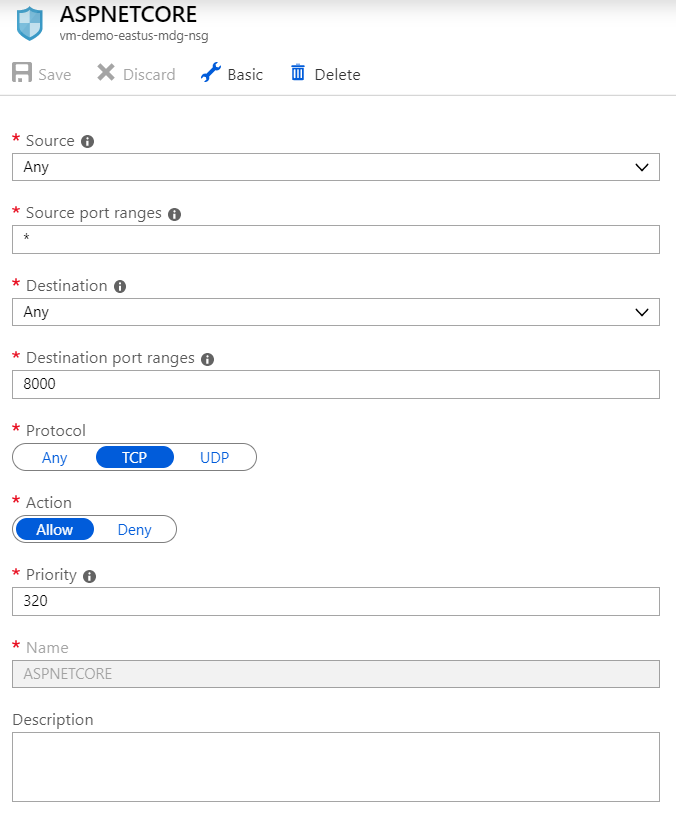 ASPNETCORE
vm-demo-eastus-mdg-nsg
Save Discard Basic Delete
* Source
Any
* Source port ranges
*
* Destination
Any
* Destination port ranges
8000
* Protocol
Any TCP UDP
* Action
Allow Deny
* Priority
320
* Name
ASPNETCORE
Description